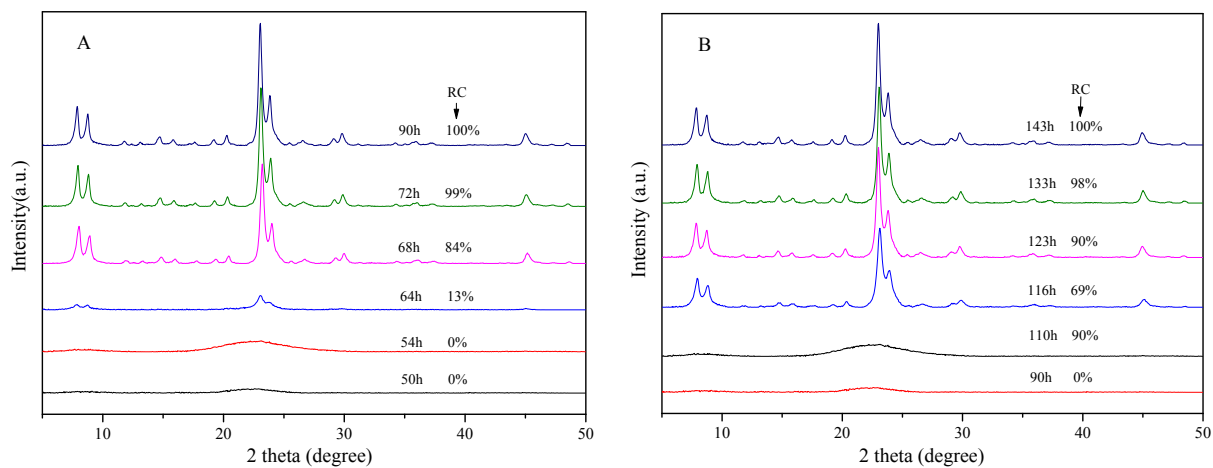 A
RC
90h 100%
72h 99%
68h 84%
64h 13%
54h 0%
50h 0%
Intensity(a.u.)
10 20 30 40 50
2 theta (degree)
B
RC
143h 100%
133h 98%
123h 90%
116h 69%
110h 90%
90h 0%
Intensity (a.u.)
10 20 30 40 50
2 theta (degree)